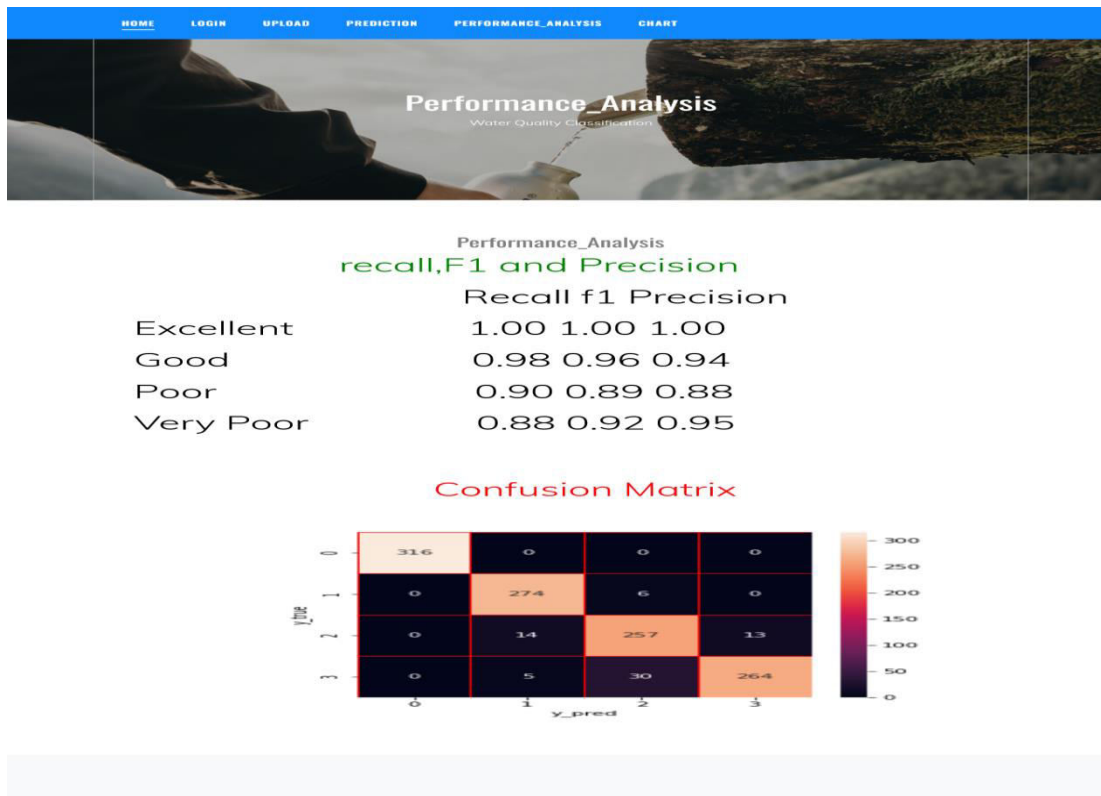 HOME LOGIN UPLOAD PREDICTION PERFORMANCE_ANALYSIS CHART
Performance_Analysis
Water Quality Classification
Performance_Analysis
recall,F1 and Precision
Recall f1 Precision
Excellent 1.00 1.00 1.00
Good 0.98 0.96 0.94
Poor 0.90 0.89 0.88
Very Poor 0.88 0.92 0.95
Confusion Matrix
0 316 0 0 0
1 0 274 6 0
2 0 14 257 13
3 0 5 30 264
y_true
0 1 2 3
y_pred
300
250
200
150
100
50
0